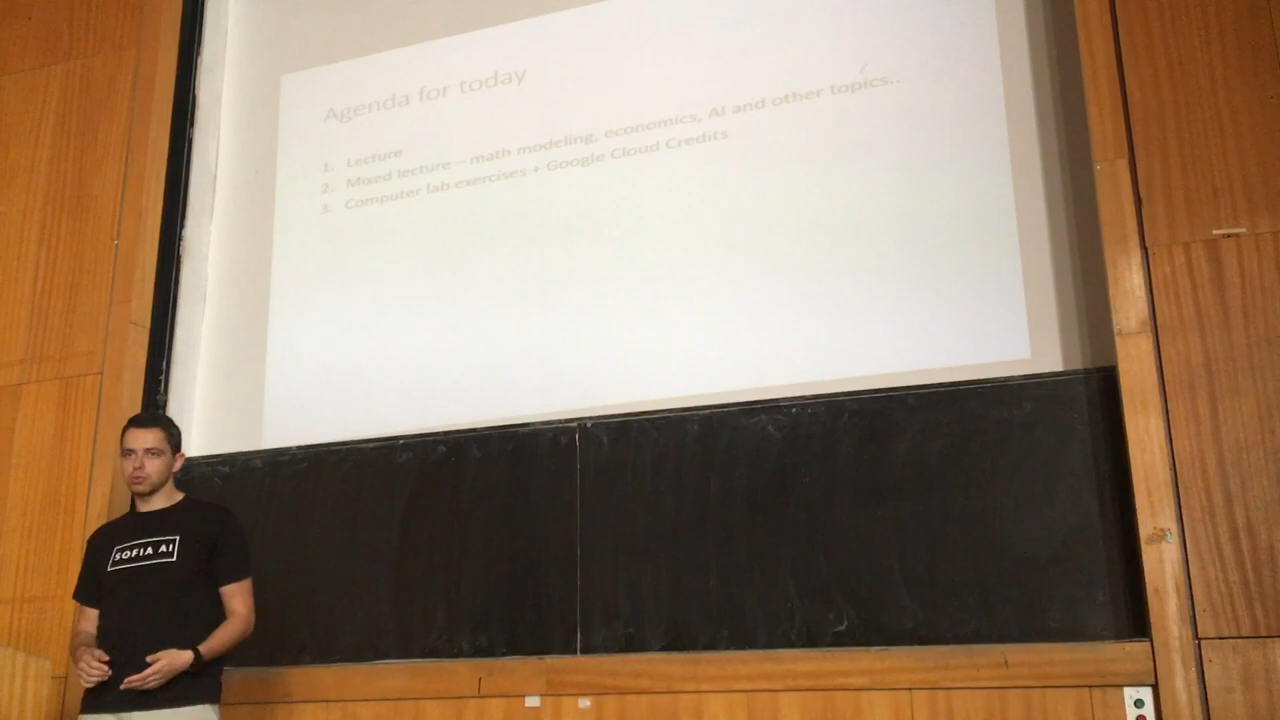 Agenda for today
1. Lecture
2. Mixed lecture – math modeling, economics, AI and other topics..
3. Computer lab exercises + Google Cloud Credits
SOFIA AI